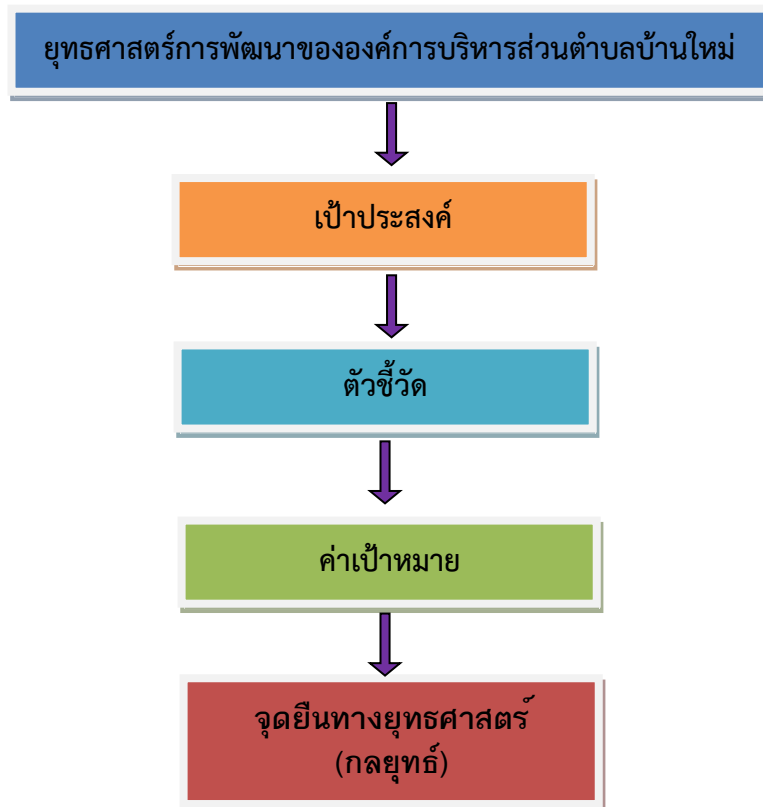 ยุทธศาสตร์การพัฒนาขององค์การบริหารส่วนตำบลบ้านใหม่
เป้าประสงค์
ตัวชี้วัด
ค่าเป้าหมาย
จุดยืนทางยุทธศาสตร์
(กลยุทธ์)